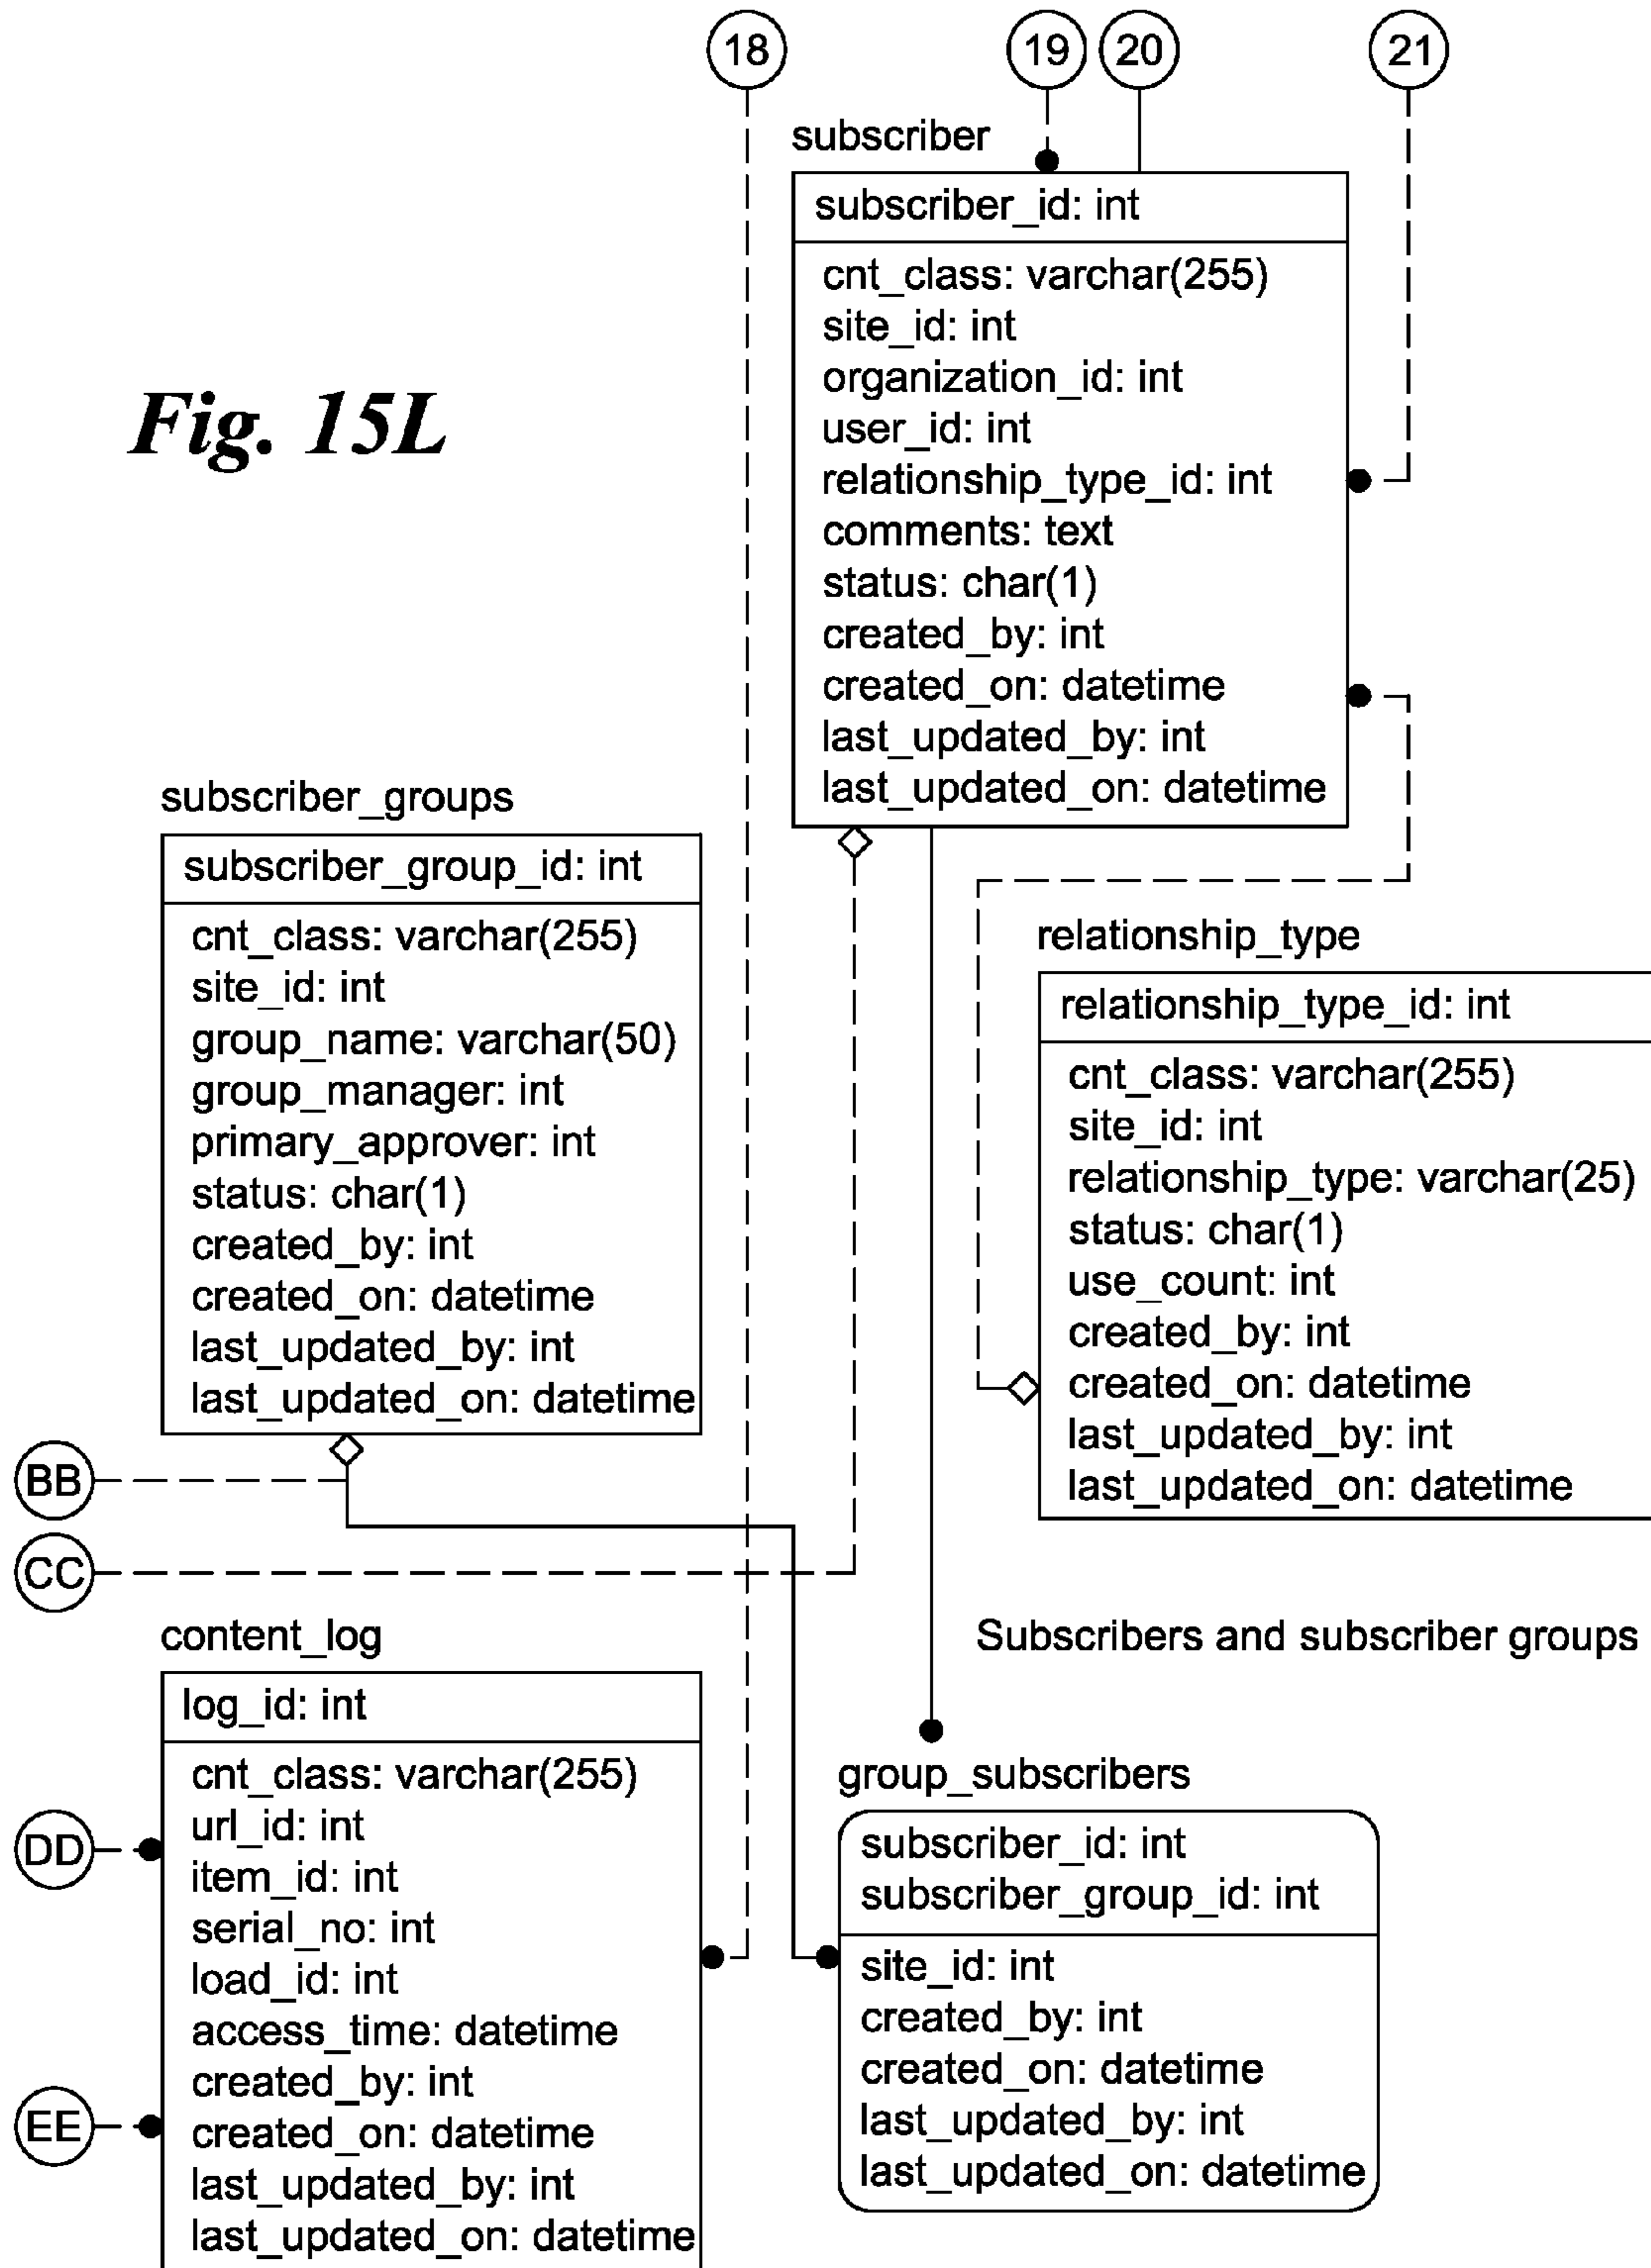 18
19
20
21
subscriber
subscriber_id: int
cnt_class: varchar(255)
site_id: int
organization_id: int
user_id: int
relationship_type_id: int
comments: text
status: char(1)
created_by: int
created_on: datetime
last_updated_by: int
last_updated_on: datetime
Fig. 15L
subscriber_groups
subscriber_group_id: int
cnt_class: varchar(255)
site_id: int
group_name: varchar(50)
group_manager: int
primary_approver: int
status: char(1)
created_by: int
created_on: datetime
last_updated_by: int
last_updated_on: datetime
relationship_type
relationship_type_id: int
cnt_class: varchar(255)
site_id: int
relationship_type: varchar(25)
status: char(1)
use_count: int
created_by: int
created_on: datetime
last_updated_by: int
last_updated_on: datetime
BB
CC
content_log
log_id: int
cnt_class: varchar(255)
url_id: int
item_id: int
serial_no: int
load_id: int
access_time: datetime
created_by: int
created_on: datetime
last_updated_by: int
last_updated_on: datetime
DD
EE
Subscribers and subscriber groups
group_subscribers
subscriber_id: int
subscriber_group_id: int
site_id: int
created_by: int
created_on: datetime
last_updated_by: int
last_updated_on: datetime